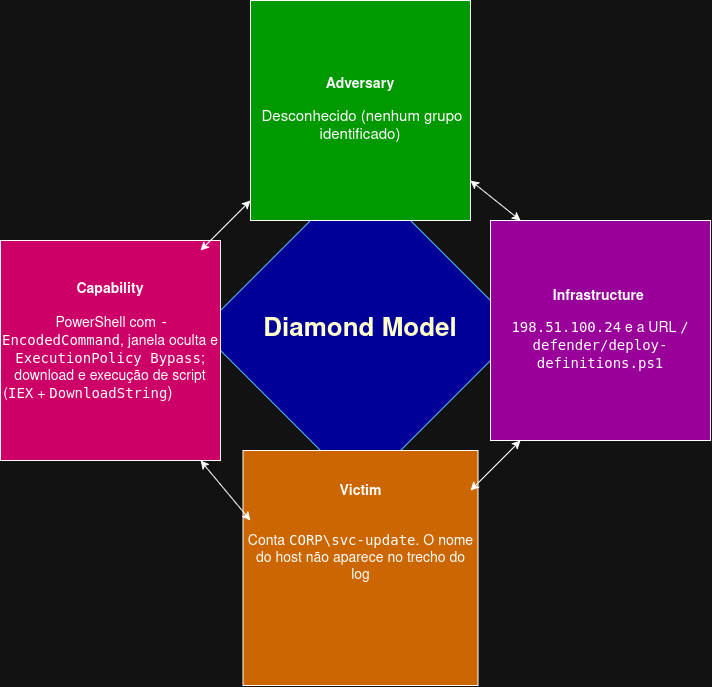 Adversary
Desconhecido (nenhum grupo
identificado)
Capability
PowerShell com -
EncodedCommand, janela oculta e
ExecutionPolicy Bypass;
download e execução de script
(IEX + DownloadString)
Diamond Model
Infrastructure
198.51.100.24 e a URL /
defender/deploy-
definitions.ps1
Victim
Conta CORP\svc-update. O nome
do host não aparece no trecho do
log